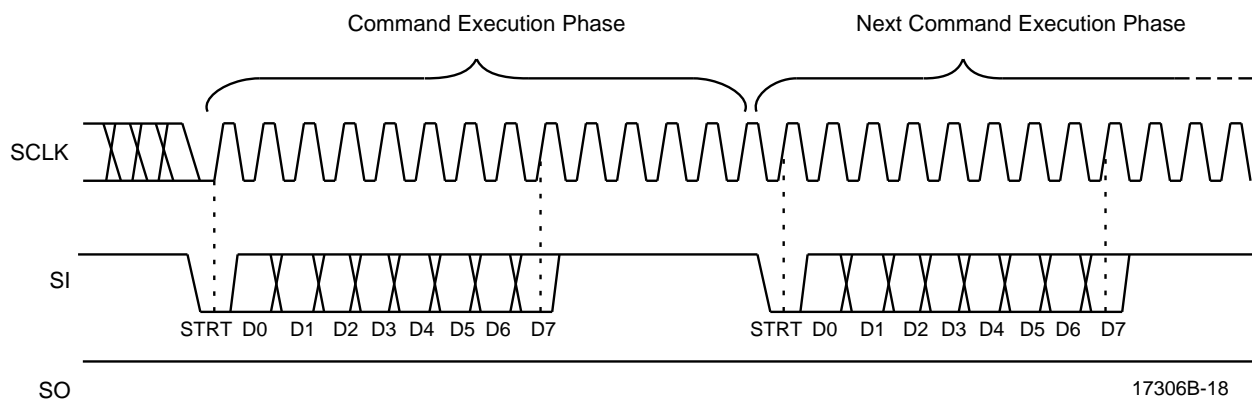 Command Execution Phase
Next Command Execution Phase
SCLK
SI
STRT D0 D1 D2 D3 D4 D5 D6 D7
STRT D0 D1 D2 D3 D4 D5 D6 D7
SO
17306B-18